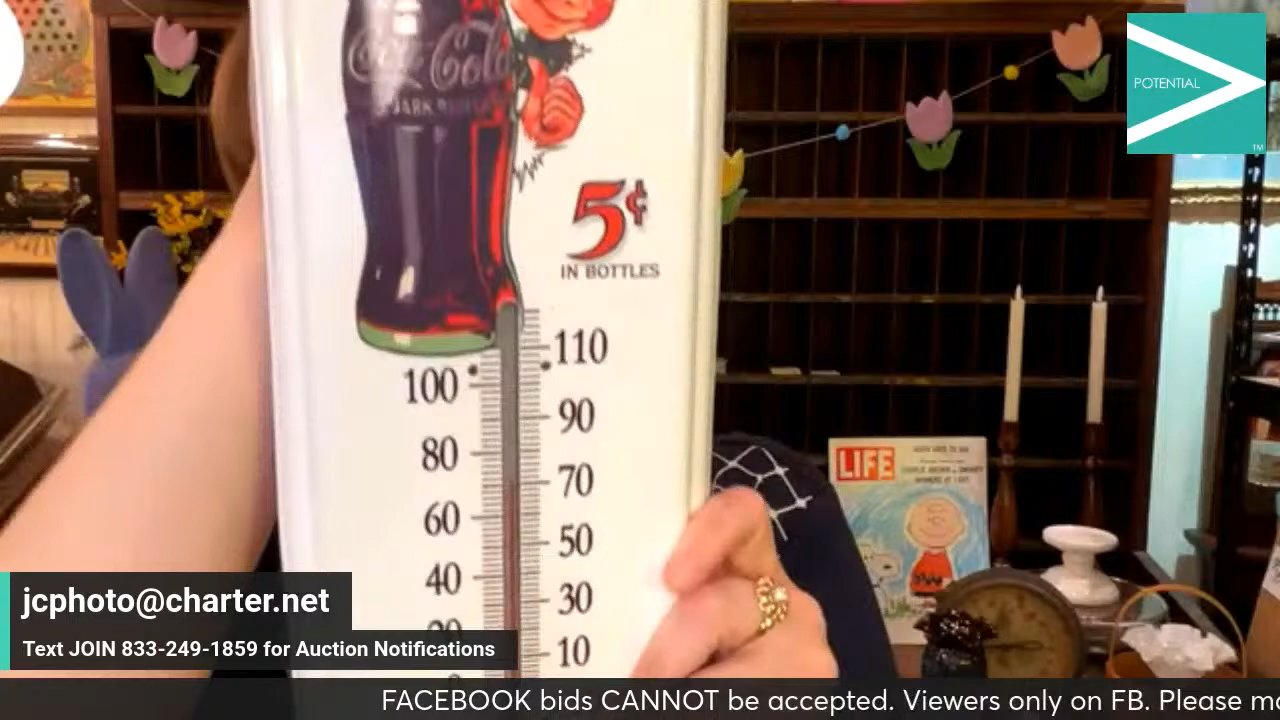 Coca-Cola
5¢
IN BOTTLES
110
100
90
80
70
60
50
40
30
20
10
LIFE
POTENTIAL
TM
jcphoto@charter.net
Text JOIN 833-249-1859 for Auction Notifications
FACEBOOK bids CANNOT be accepted. Viewers only on FB. Please